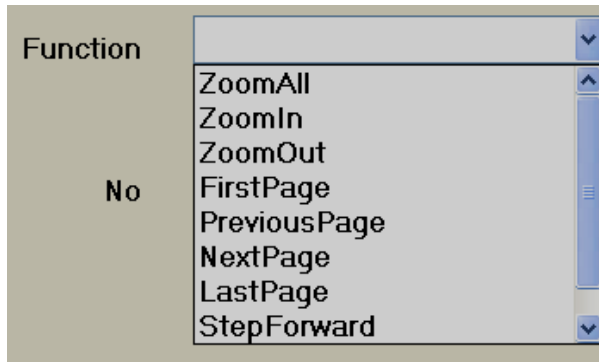 Function
ZoomAll
ZoomIn
ZoomOut
No
FirstPage
PreviousPage
NextPage
LastPage
StepForward